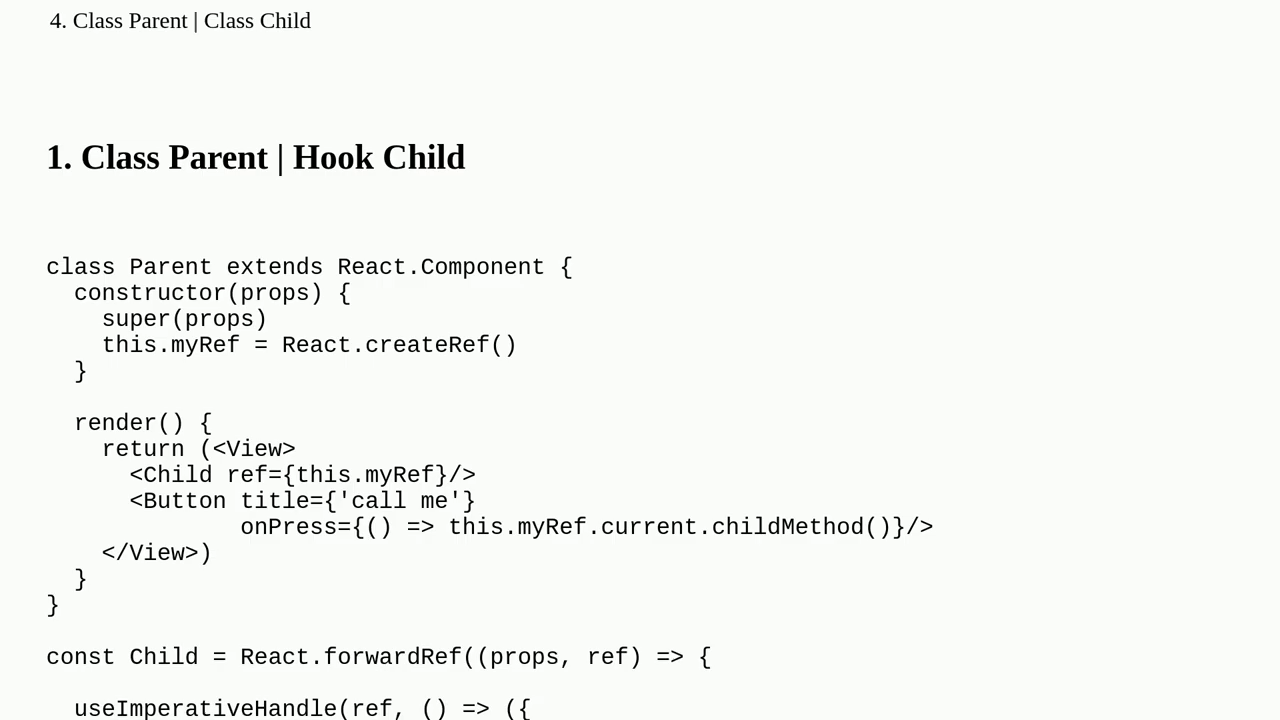 4. Class Parent | Class Child
1. Class Parent | Hook Child
class Parent extends React.Component {
  constructor(props) {
    super(props)
    this.myRef = React.createRef()
  }
  render() {
    return (<View>
      <Child ref={this.myRef}/>
      <Button title={'call me'}
              onPress={() => this.myRef.current.childMethod()}/>
    </View>)
  }
}
const Child = React.forwardRef((props, ref) => {
  useImperativeHandle(ref, () => ({